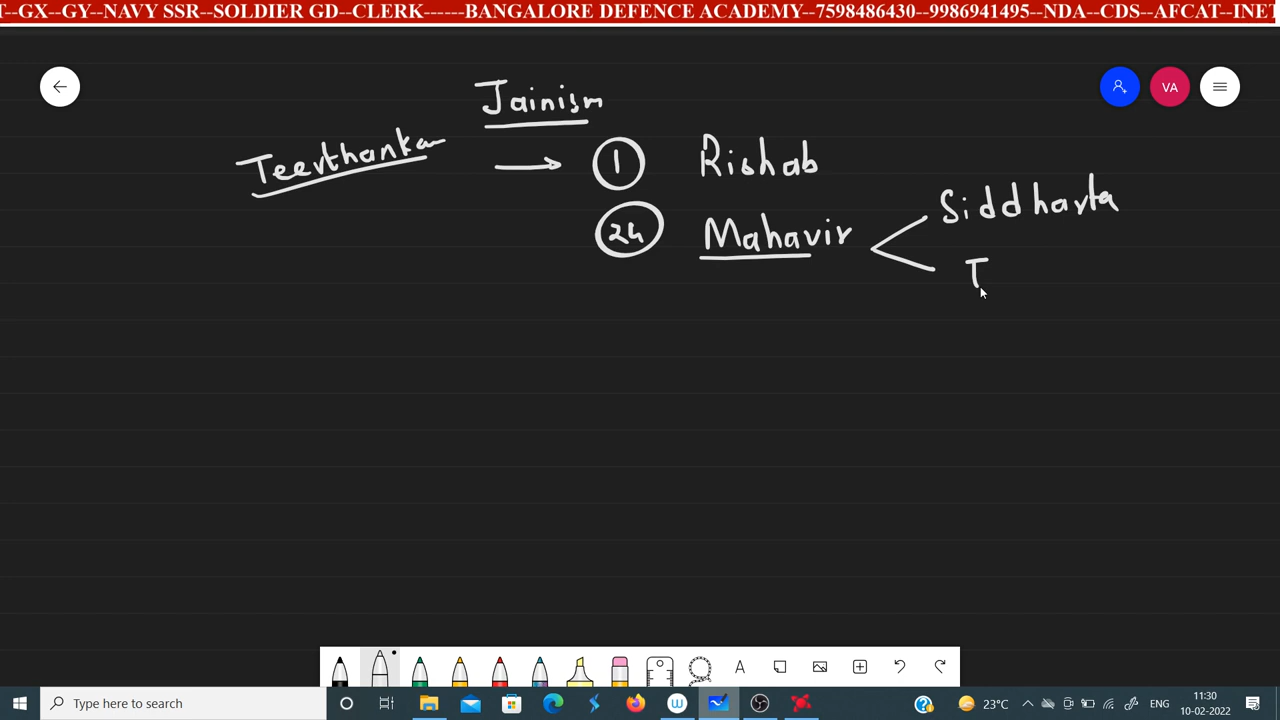 T--GX--GY--NAVY SSR--SOLDIER GD--CLERK------BANGALORE DEFENCE ACADEMY--7598486430--9986941495--NDA--CDS--AFCAT--INET
VA
Jainism
Teerthankar → 1 Rishab
24 Mahavir Siddharta
T
A
Type here to search
23°C
ENG
11:30
10-02-2022